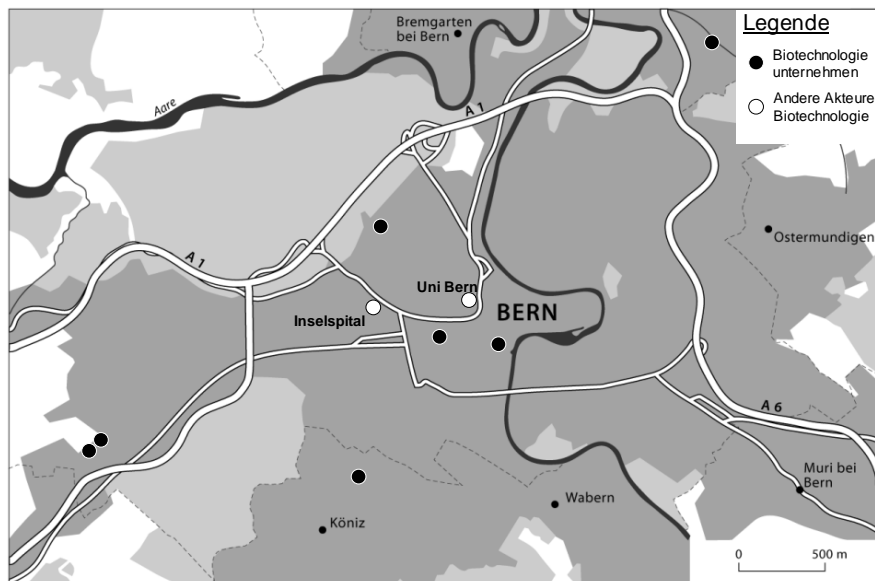 Bremgarten
bei Bern
Legende
Biotechnologie
unternehmen
Andere Akteure
Biotechnologie
Aare
A 1
Ostermundigen
A 1
Uni Bern
Inselspital
BERN
A 6
Muri bei
Bern
Wabern
Köniz
0 500 m